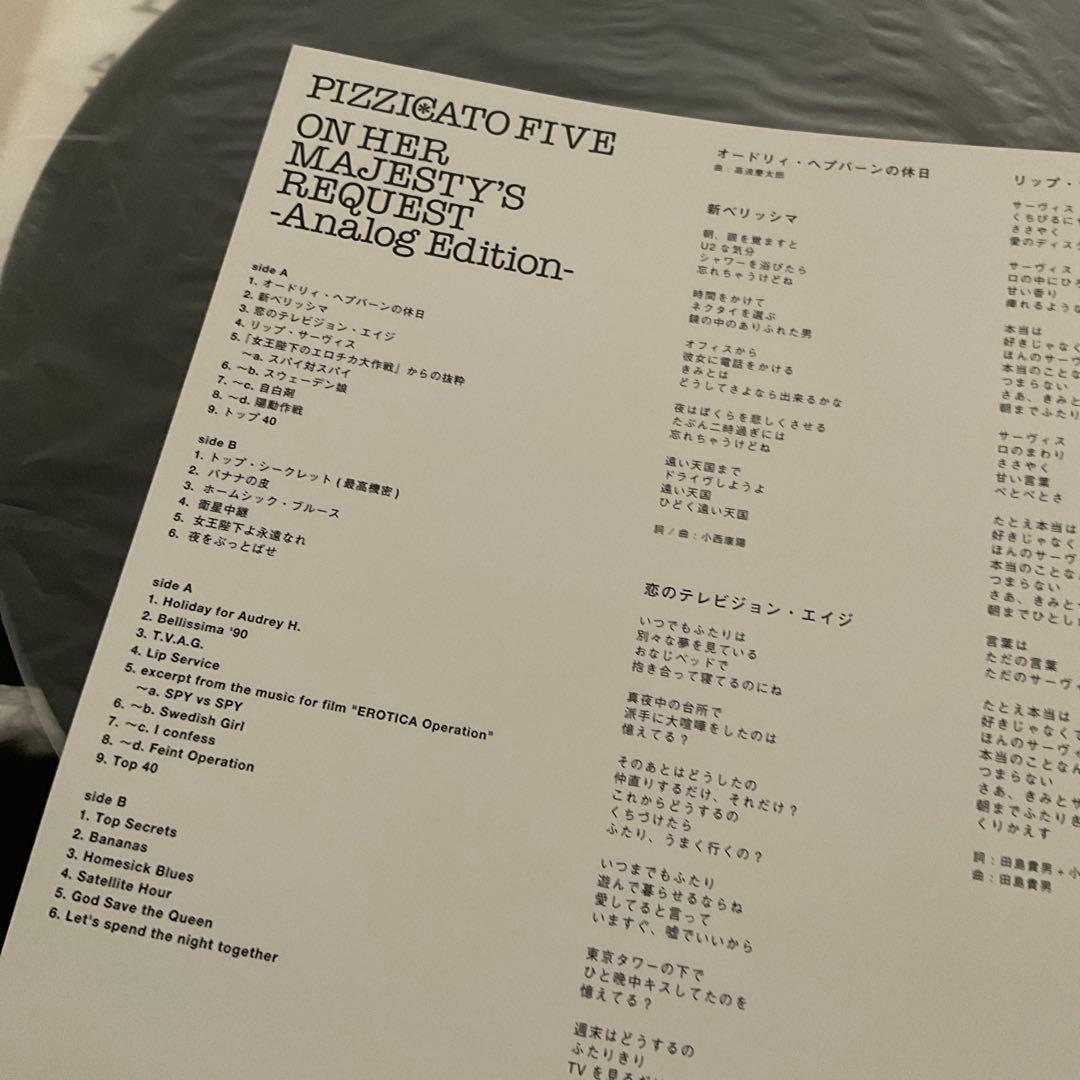 PIZZICATO FIVE
ON HER
MAJESTY'S
REQUEST
-Analog Edition-
side A
1. オードリィ・ヘプバーンの休日
2. 新ベリッシマ
3. 恋のテレビジョン・エイジ
4. リップ・サーヴィス
5.「女王陛下のエロチカ大作戦」からの抜粋
〜a. スパイ対スパイ
6. 〜b. スウェーデン娘
7. 〜c. 自白剤
8. 〜d. 陽動作戦
9. トップ 40
side B
1. トップ・シークレット (最高機密)
2. バナナの皮
3. ホームシック・ブルース
4. 衛星中継
5. 女王陛下よ永遠なれ
6. 夜をぶっとばせ
side A
1. Holiday for Audrey H.
2. Bellissima '90
3. T.V.A.G.
4. Lip Service
5. excerpt from the music for film "EROTICA Operation"
〜a. SPY vs SPY
6. 〜b. Swedish Girl
7. 〜c. I confess
8. 〜d. Feint Operation
9. Top 40
side B
1. Top Secrets
2. Bananas
3. Homesick Blues
4. Satellite Hour
5. God Save the Queen
6. Let's spend the night together
オードリィ・ヘプバーンの休日
曲：高浪慶太郎
新ベリッシマ
朝、眼を覚ますと
U2 な気分
シャワーを浴びたら
忘れちゃうけどね
時間をかけて
ネクタイを選ぶ
鏡の中のありふれた男
オフィスから
彼女に電話をかける
きみとは
どうしてさよなら出来るかな
夜はぼくらを悲しくさせる
たぶん二時過ぎには
忘れちゃうけどね
遠い天国まで
ドライヴしようよ
遠い天国
ひどく遠い天国
詞 / 曲：小西康陽
恋のテレビジョン・エイジ
いつでもふたりは
別々な夢を見ている
おなじベッドで
抱き合って寝てるのにね
真夜中の台所で
派手に大喧嘩をしたのは
憶えてる？
そのあとはどうしたの
仲直りするだけ、それだけ？
これからどうするの
くちづけたら
ふたり、うまく行くの？
いつまでもふたり
遊んで暮らせるならね
愛してると言って
いますぐ、嘘でいいから
東京タワーの下で
ひと晩中キスしてたのを
憶えてる？
週末はどうするの
ふたりきり
TV を見る
リップ・
サーヴィス
くちびるに
ささやく
愛のディス
サーヴィス
口の中にひ
甘い香り
痺れるような
本当は
好きじゃなく
ほんのサーヴ
本当のことな
つまらない
さあ、きみと
朝までふたり
サーヴィス
口のまわり
ささやく
甘い言葉
べとべとさ
たとえ本当は
好きじゃなく
ほんのサーヴ
本当のことな
つまらない
さあ、きみと
朝までひとし
言葉は
ただの言葉
ただのサーヴィ
たとえ本当は
好きじゃなくて
ほんのサーヴィ
本当のことなん
つまらない
さあ、きみとサ
朝までふたりき
くりかえす
詞：田島貴男 + 小
曲：田島貴男